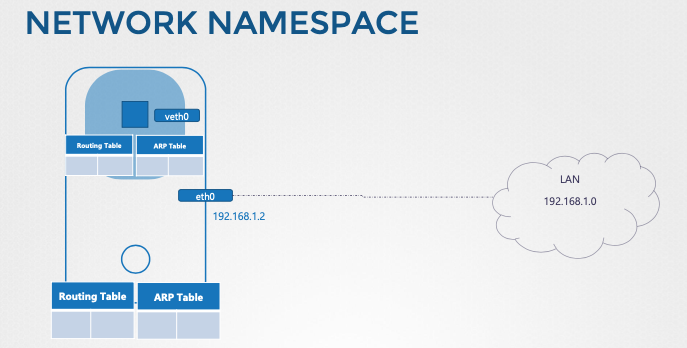 NETWORK NAMESPACE
veth0
Routing Table
ARP Table
eth0
192.168.1.2
LAN
192.168.1.0
Routing Table
ARP Table